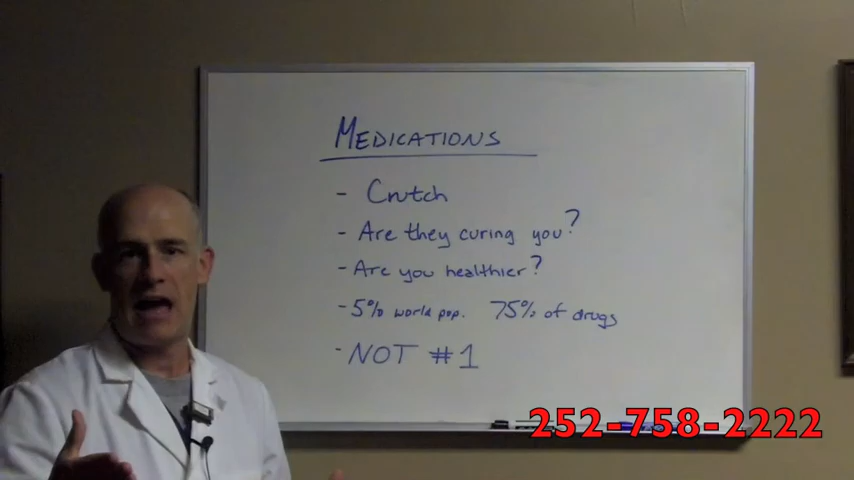 MEDICATIONS
- Crutch
- Are they curing you?
- Are you healthier?
- 5% world pop. 75% of drugs
- NOT #1
252-758-2222